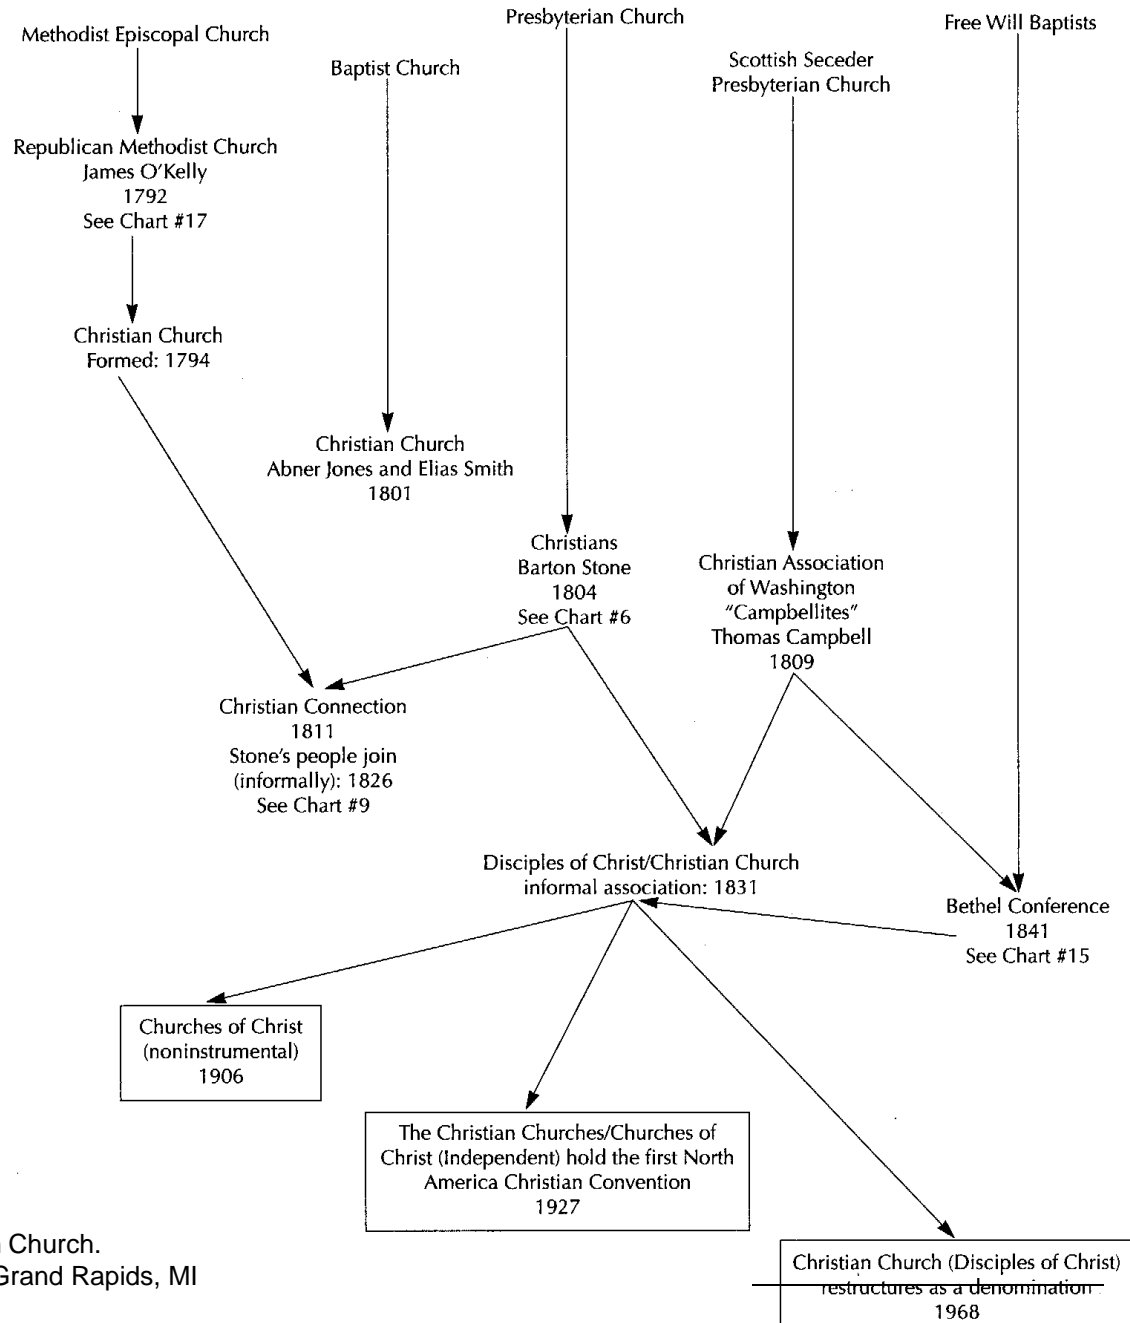 Methodist Episcopal Church
Presbyterian Church
Free Will Baptists
Baptist Church
Scottish Seceder
Presbyterian Church
Republican Methodist Church
James O'Kelly
1792
See Chart #17
Christian Church
Formed: 1794
Christian Church
Abner Jones and Elias Smith
1801
Christians
Barton Stone
1804
See Chart #6
Christian Association
of Washington
"Campbellites"
Thomas Campbell
1809
Christian Connection
1811
Stone's people join
(informally): 1826
See Chart #9
Disciples of Christ/Christian Church
informal association: 1831
Bethel Conference
1841
See Chart #15
Churches of Christ
(noninstrumental)
1906
The Christian Churches/Churches of
Christ (Independent) hold the first North
America Christian Convention
1927
Christian Church (Disciples of Christ)
restructures as a denomination
1968
Church.
Grand Rapids, MI